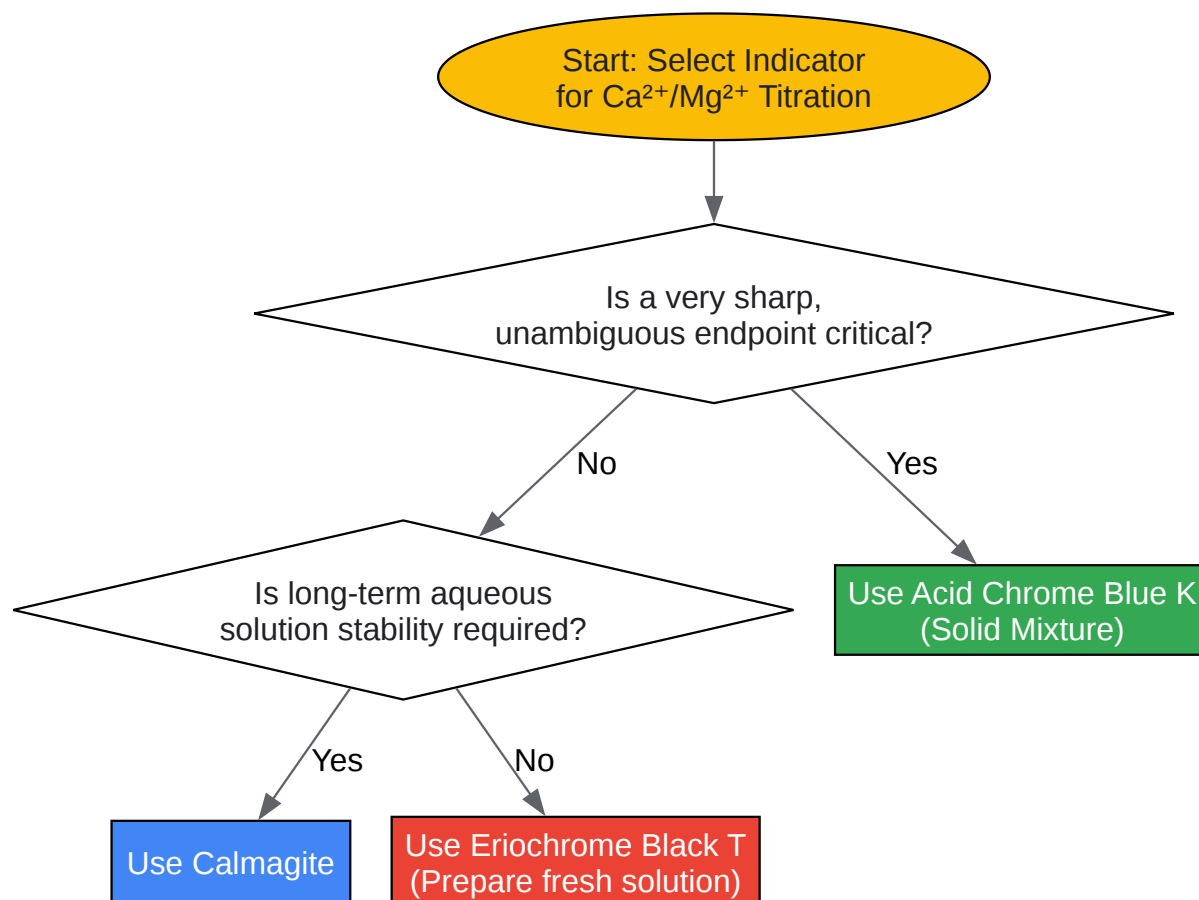 Start: Select Indicator
for Ca²⁺/Mg²⁺ Titration
Is a very sharp,
unambiguous endpoint critical?
No
Yes
Is long-term aqueous
solution stability required?
Use Acid Chrome Blue K
(Solid Mixture)
Yes
No
Use Calmagite
Use Eriochrome Black T
(Prepare fresh solution)